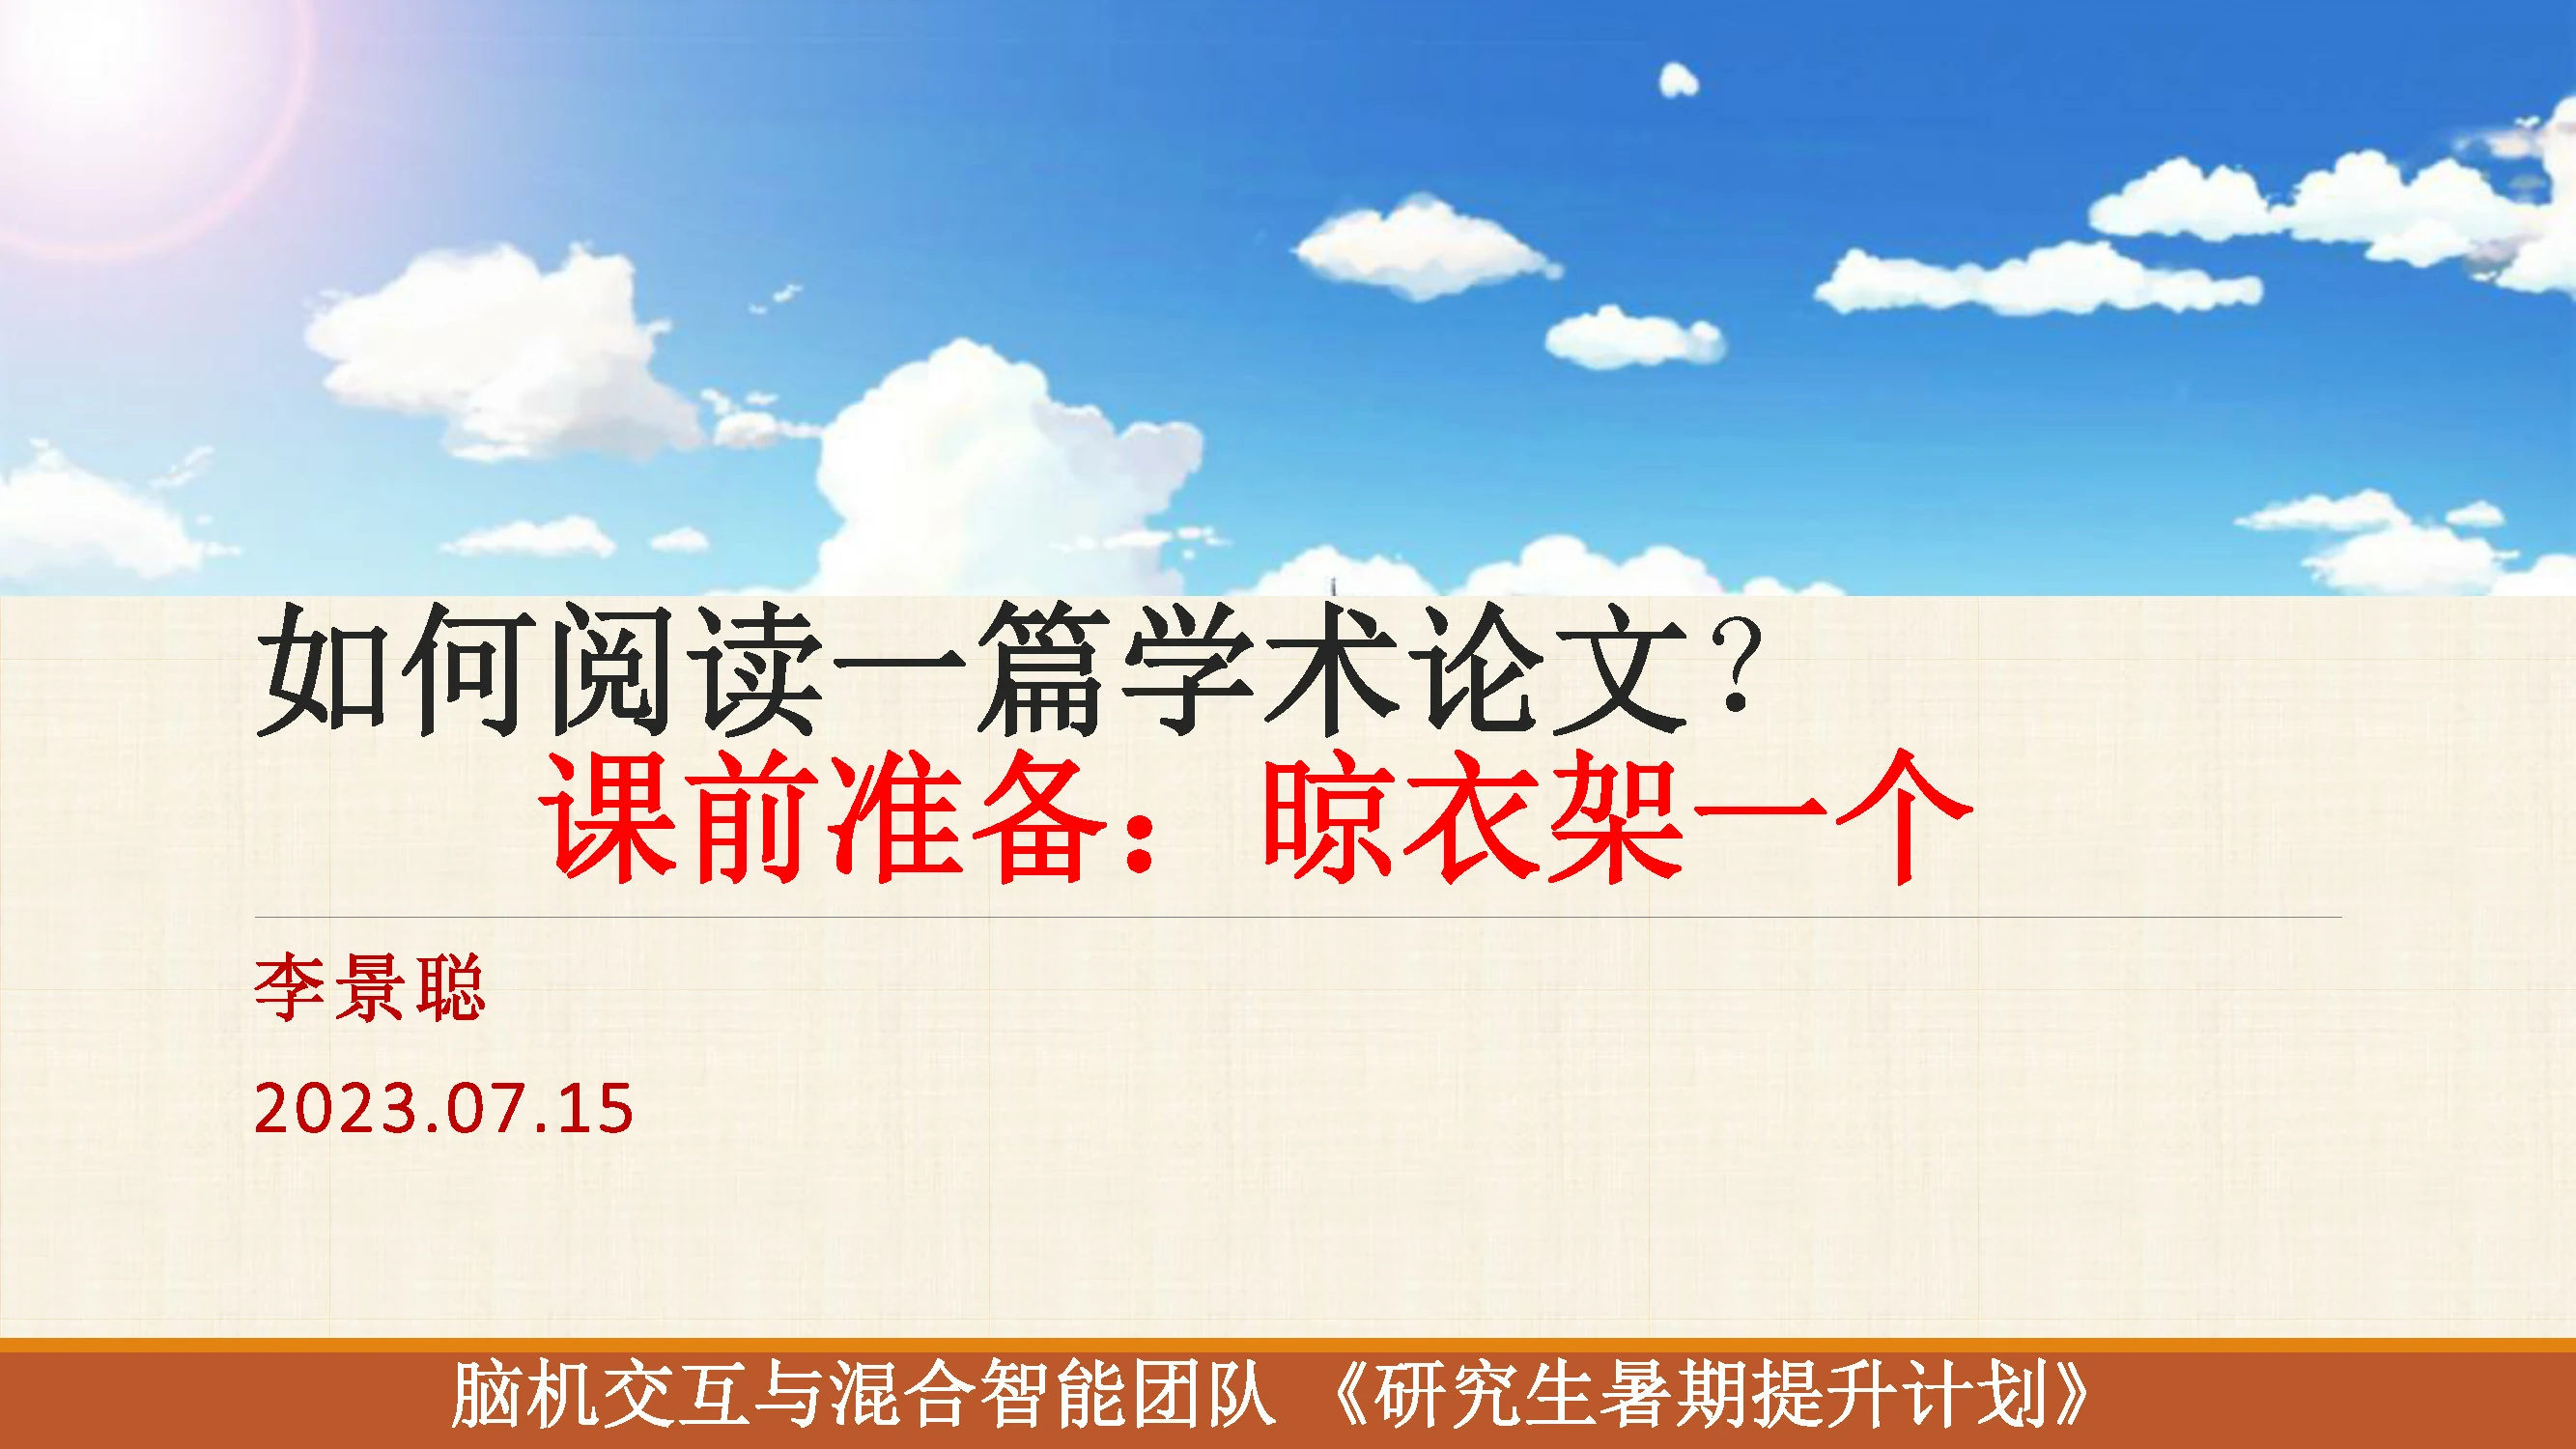 如何阅读一篇学术论文？
课前准备：晾衣架一个
李景聪
2023.07.15
脑机交互与混合智能团队 《研究生暑期提升计划》